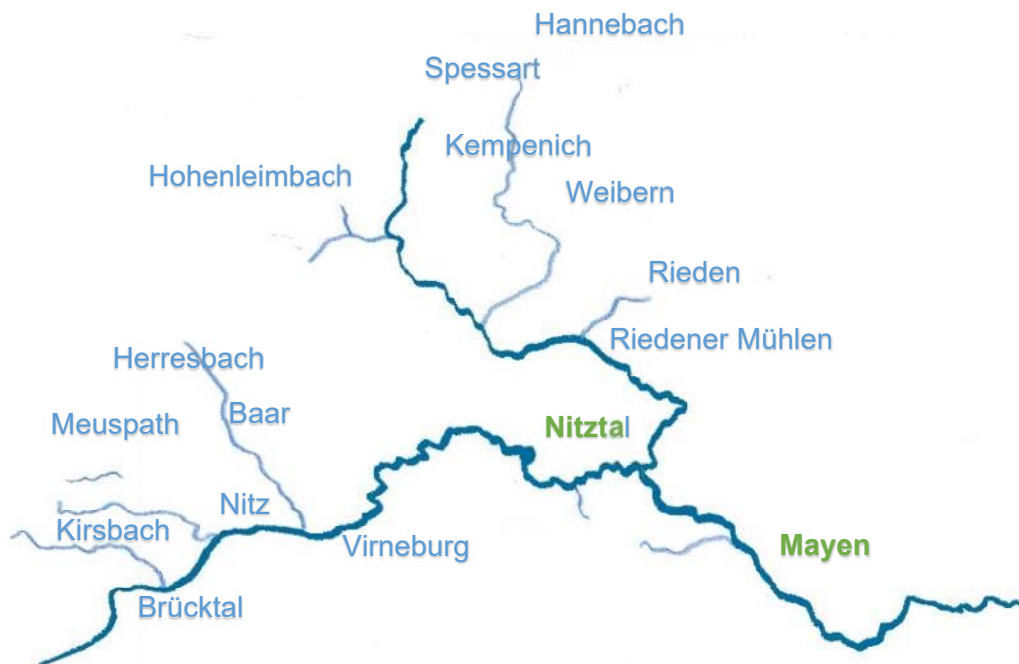 Hannebach
Spessart
Kempenich
Hohenleimbach
Weibern
Rieden
Riedener Mühlen
Herresbach
Baar
Meuspath
Nitztal
Nitz
Kirsbach
Virneburg
Mayen
Brücktal